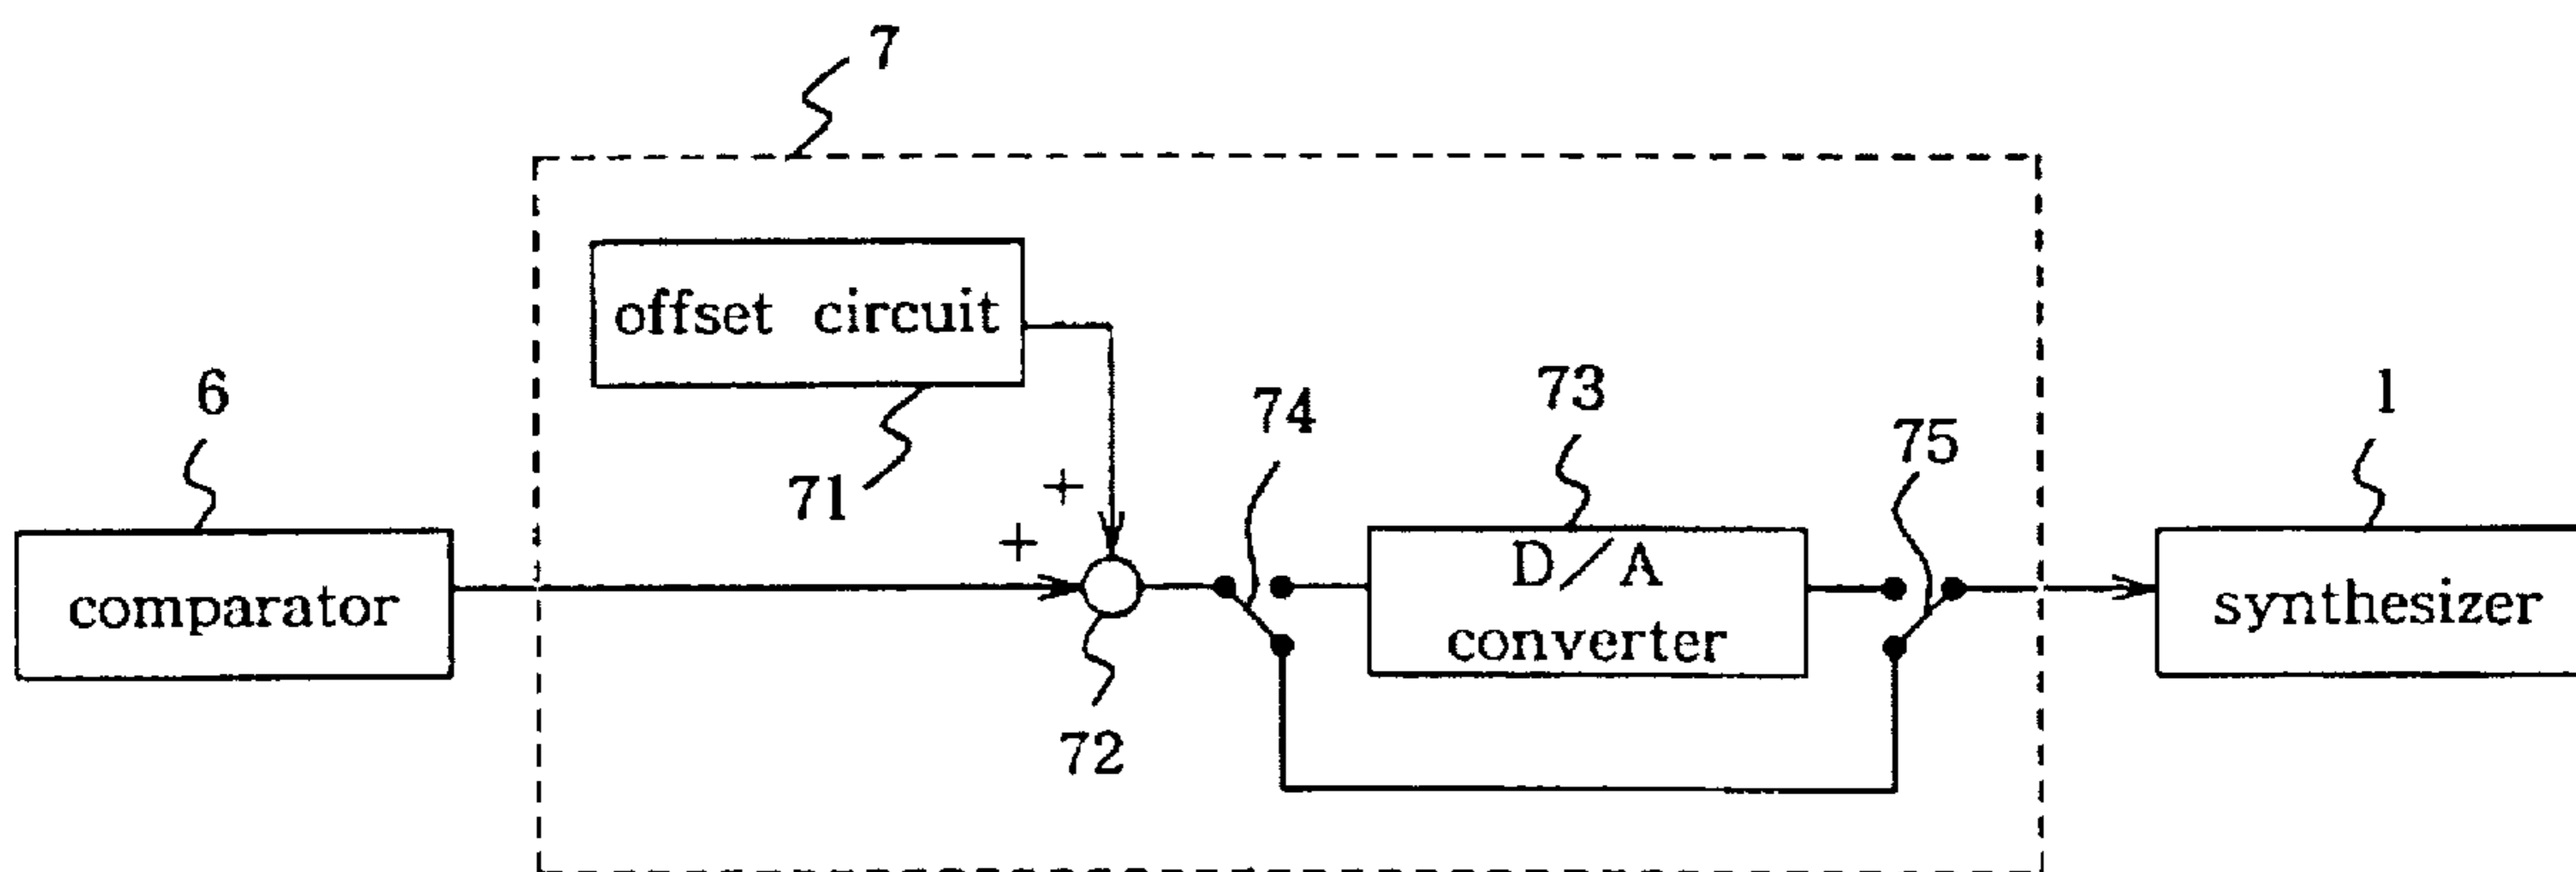 7
offset circuit
71
6
comparator
+
+
72
74
73
D/A
converter
75
1
synthesizer